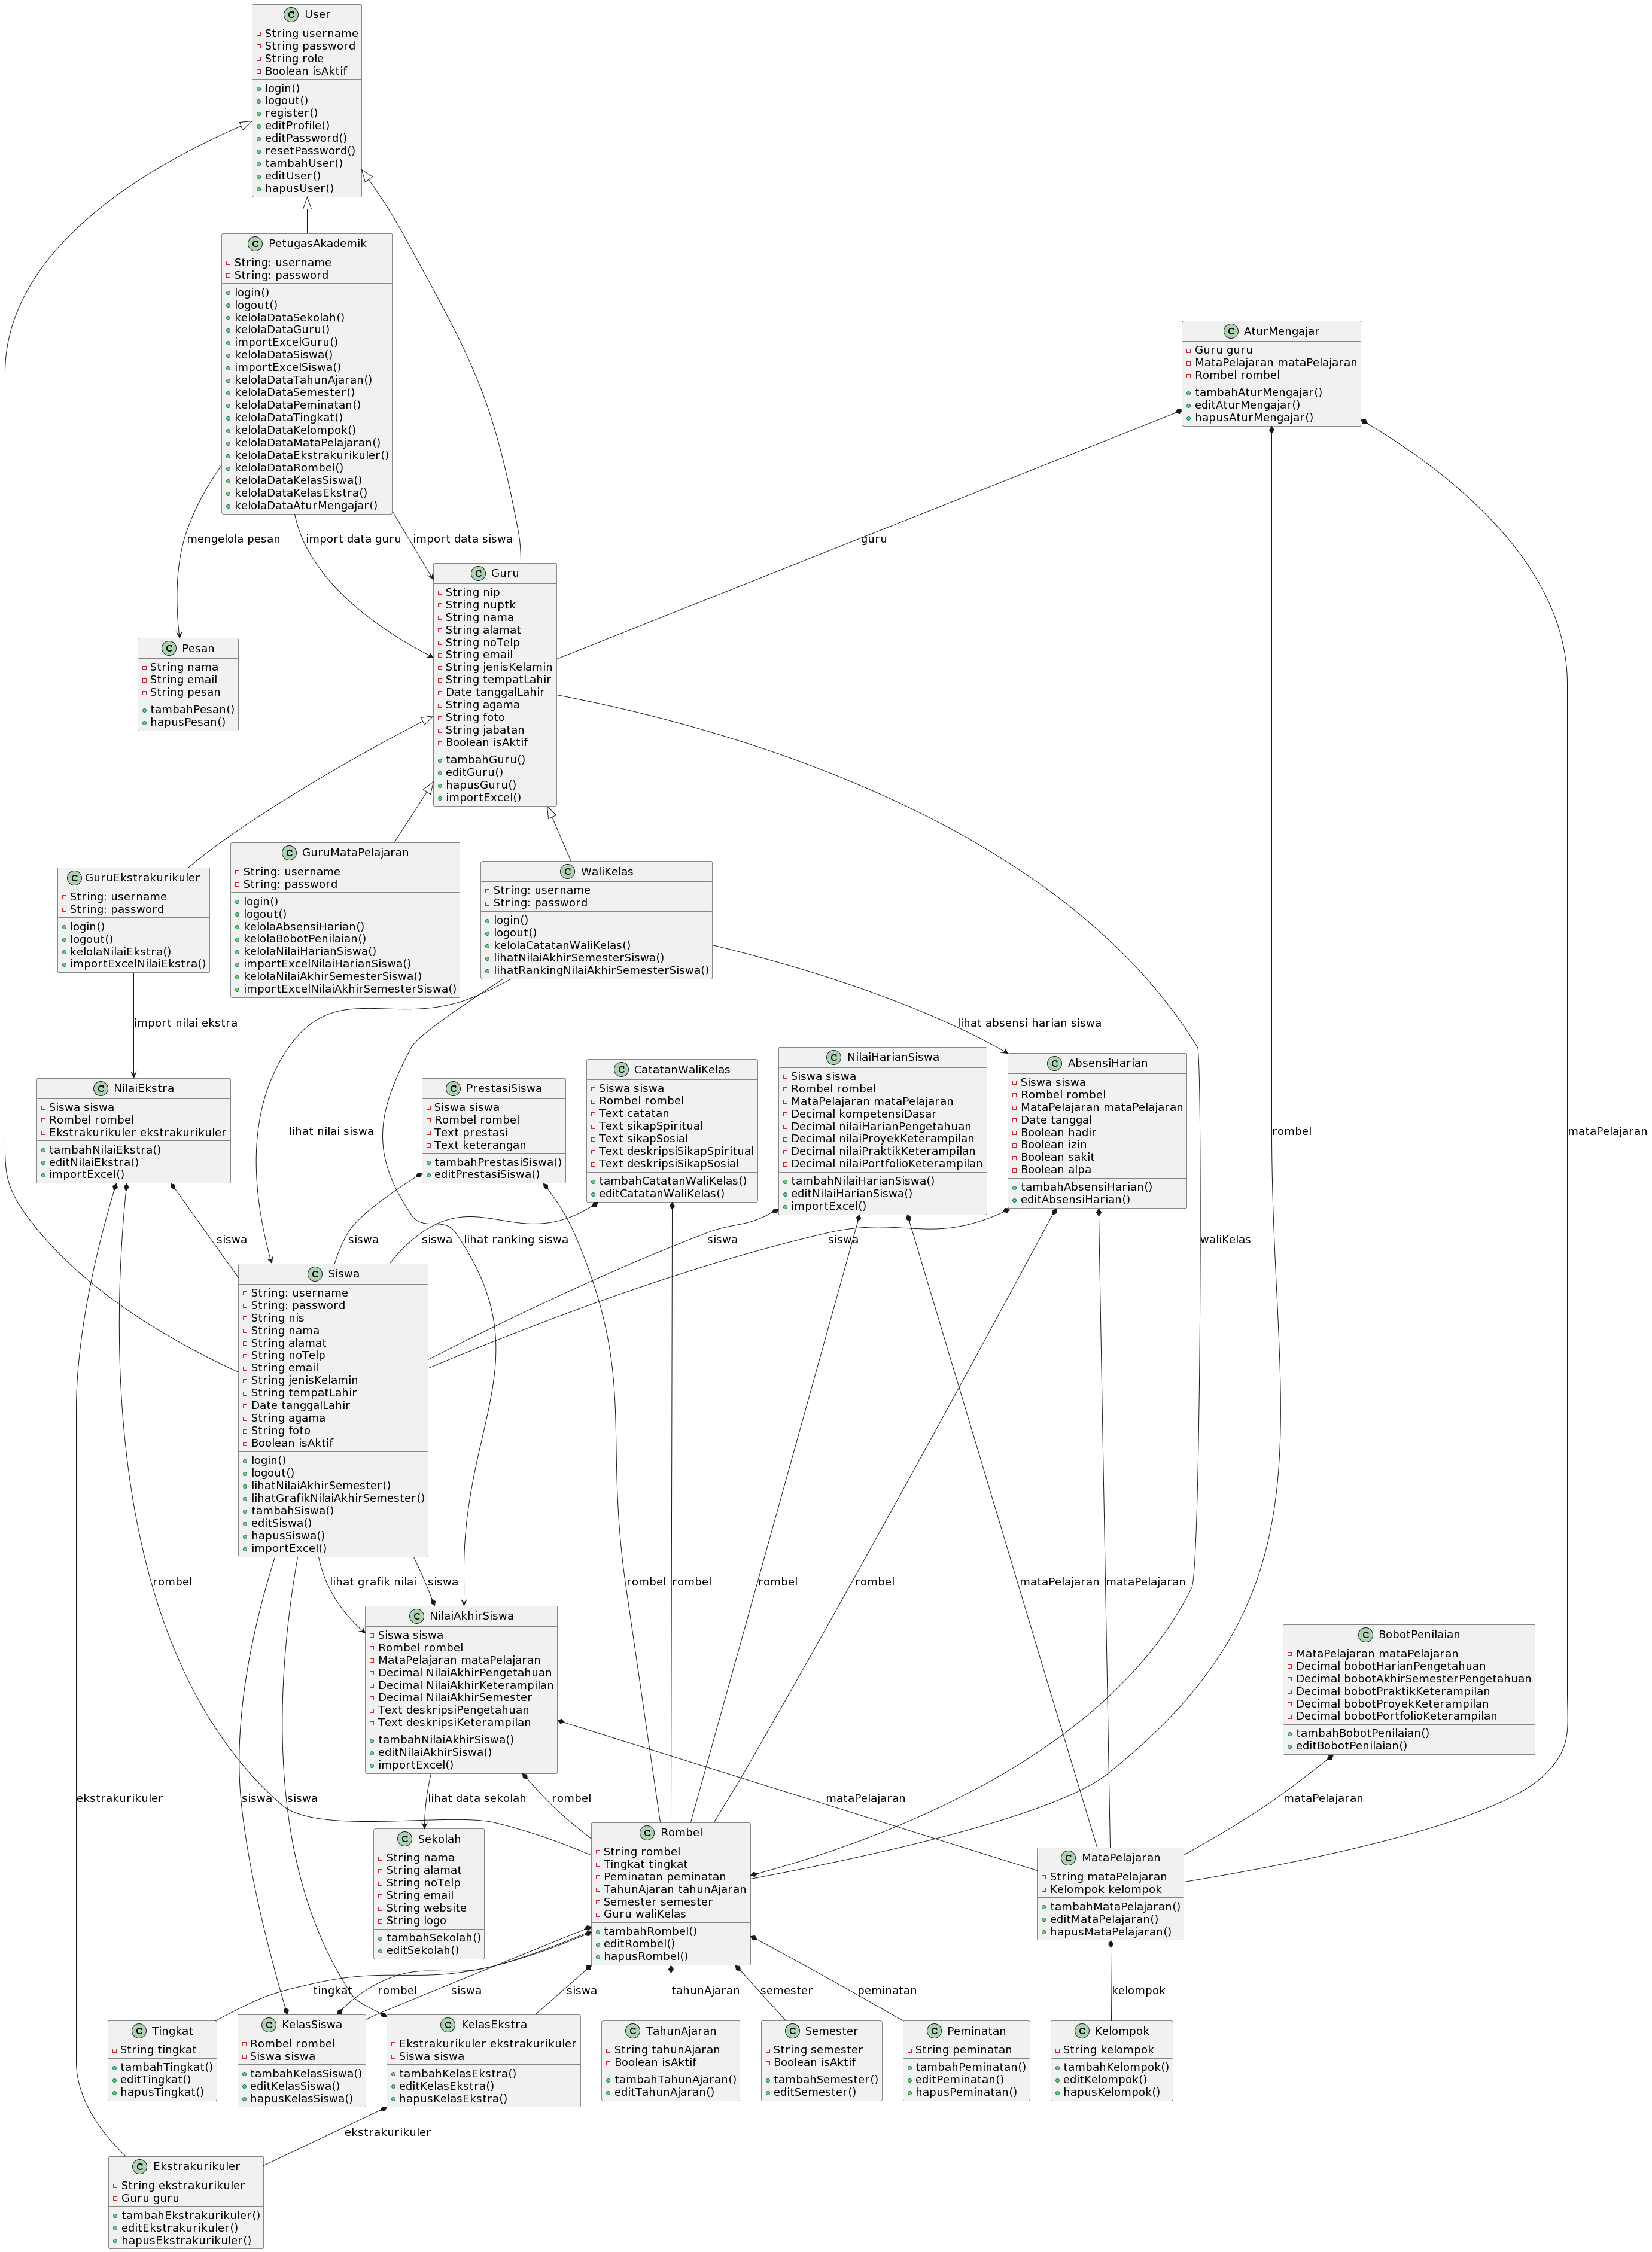 User
String username
String password
String role
Boolean isAktif
login()
logout()
register()
editProfile()
editPassword()
resetPassword()
tambahUser()
editUser()
hapusUser()
PetugasAkademik
String: username
String: password
login()
logout()
kelolaDataSekolah()
kelolaDataGuru()
importExcelGuru()
kelolaDataSiswa()
importExcelSiswa()
kelolaDataTahunAjaran()
kelolaDataSemester()
kelolaDataPeminatan()
kelolaDataTingkat()
kelolaDataKelompok()
kelolaDataMataPelajaran()
kelolaDataEkstrakurikuler()
kelolaDataRombel()
kelolaDataKelasSiswa()
kelolaDataKelasEkstra()
kelolaDataAturMengajar()
AturMengajar
Guru guru
MataPelajaran mataPelajaran
Rombel rombel
tambahAturMengajar()
editAturMengajar()
hapusAturMengajar()
mengelola pesan
import data guru
import data siswa
guru
Pesan
String nama
String email
String pesan
tambahPesan()
hapusPesan()
Guru
String nip
String nuptk
String nama
String alamat
String noTelp
String email
String jenisKelamin
String tempatLahir
Date tanggalLahir
String agama
String foto
String jabatan
Boolean isAktif
tambahGuru()
editGuru()
hapusGuru()
importExcel()
GuruEkstrakurikuler
String: username
String: password
login()
logout()
kelolaNilaiEkstra()
importExcelNilaiEkstra()
GuruMataPelajaran
String: username
String: password
login()
logout()
kelolaAbsensiHarian()
kelolaBobotPenilaian()
kelolaNilaiHarianSiswa()
importExcelNilaiHarianSiswa()
kelolaNilaiAkhirSemesterSiswa()
importExcelNilaiAkhirSemesterSiswa()
WaliKelas
String: username
String: password
login()
logout()
kelolaCatatanWaliKelas()
lihatNilaiAkhirSemesterSiswa()
lihatRankingNilaiAkhirSemesterSiswa()
import nilai ekstra
lihat absensi harian siswa
NilaiEkstra
Siswa siswa
Rombel rombel
Ekstrakurikuler ekstrakurikuler
tambahNilaiEkstra()
editNilaiEkstra()
importExcel()
lihat nilai siswa
PrestasiSiswa
Siswa siswa
Rombel rombel
Text prestasi
Text keterangan
tambahPrestasiSiswa()
editPrestasiSiswa()
CatatanWaliKelas
Siswa siswa
Rombel rombel
Text catatan
Text sikapSpiritual
Text sikapSosial
Text deskripsiSikapSpiritual
Text deskripsiSikapSosial
tambahCatatanWaliKelas()
editCatatanWaliKelas()
NilaiHarianSiswa
Siswa siswa
Rombel rombel
MataPelajaran mataPelajaran
Decimal kompetensiDasar
Decimal nilaiHarianPengetahuan
Decimal nilaiProyekKeterampilan
Decimal nilaiPraktikKeterampilan
Decimal nilaiPortfolioKeterampilan
tambahNilaiHarianSiswa()
editNilaiHarianSiswa()
importExcel()
AbsensiHarian
Siswa siswa
Rombel rombel
MataPelajaran mataPelajaran
Date tanggal
Boolean hadir
Boolean izin
Boolean sakit
Boolean alpa
tambahAbsensiHarian()
editAbsensiHarian()
rombel
mataPelajaran
siswa
siswa
siswa
lihat ranking siswa
siswa
siswa
waliKelas
Siswa
String: username
String: password
String nis
String nama
String alamat
String noTelp
String email
String jenisKelamin
String tempatLahir
Date tanggalLahir
String agama
String foto
Boolean isAktif
login()
logout()
lihatNilaiAkhirSemester()
lihatGrafikNilaiAkhirSemester()
tambahSiswa()
editSiswa()
hapusSiswa()
importExcel()
rombel
lihat grafik nilai
siswa
rombel
rombel
rombel
rombel
mataPelajaran
mataPelajaran
NilaiAkhirSiswa
Siswa siswa
Rombel rombel
MataPelajaran mataPelajaran
Decimal NilaiAkhirPengetahuan
Decimal NilaiAkhirKeterampilan
Decimal NilaiAkhirSemester
Text deskripsiPengetahuan
Text deskripsiKeterampilan
tambahNilaiAkhirSiswa()
editNilaiAkhirSiswa()
importExcel()
BobotPenilaian
MataPelajaran mataPelajaran
Decimal bobotHarianPengetahuan
Decimal bobotAkhirSemesterPengetahuan
Decimal bobotPraktikKeterampilan
Decimal bobotProyekKeterampilan
Decimal bobotPortfolioKeterampilan
tambahBobotPenilaian()
editBobotPenilaian()
ekstrakurikuler
siswa
siswa
lihat data sekolah
rombel
mataPelajaran
mataPelajaran
Sekolah
String nama
String alamat
String noTelp
String email
String website
String logo
tambahSekolah()
editSekolah()
Rombel
String rombel
Tingkat tingkat
Peminatan peminatan
TahunAjaran tahunAjaran
Semester semester
Guru waliKelas
tambahRombel()
editRombel()
hapusRombel()
MataPelajaran
String mataPelajaran
Kelompok kelompok
tambahMataPelajaran()
editMataPelajaran()
hapusMataPelajaran()
tingkat
rombel
siswa
siswa
tahunAjaran
semester
peminatan
kelompok
Tingkat
String tingkat
tambahTingkat()
editTingkat()
hapusTingkat()
KelasSiswa
Rombel rombel
Siswa siswa
tambahKelasSiswa()
editKelasSiswa()
hapusKelasSiswa()
KelasEkstra
Ekstrakurikuler ekstrakurikuler
Siswa siswa
tambahKelasEkstra()
editKelasEkstra()
hapusKelasEkstra()
TahunAjaran
String tahunAjaran
Boolean isAktif
tambahTahunAjaran()
editTahunAjaran()
Semester
String semester
Boolean isAktif
tambahSemester()
editSemester()
Peminatan
String peminatan
tambahPeminatan()
editPeminatan()
hapusPeminatan()
Kelompok
String kelompok
tambahKelompok()
editKelompok()
hapusKelompok()
ekstrakurikuler
Ekstrakurikuler
String ekstrakurikuler
Guru guru
tambahEkstrakurikuler()
editEkstrakurikuler()
hapusEkstrakurikuler()